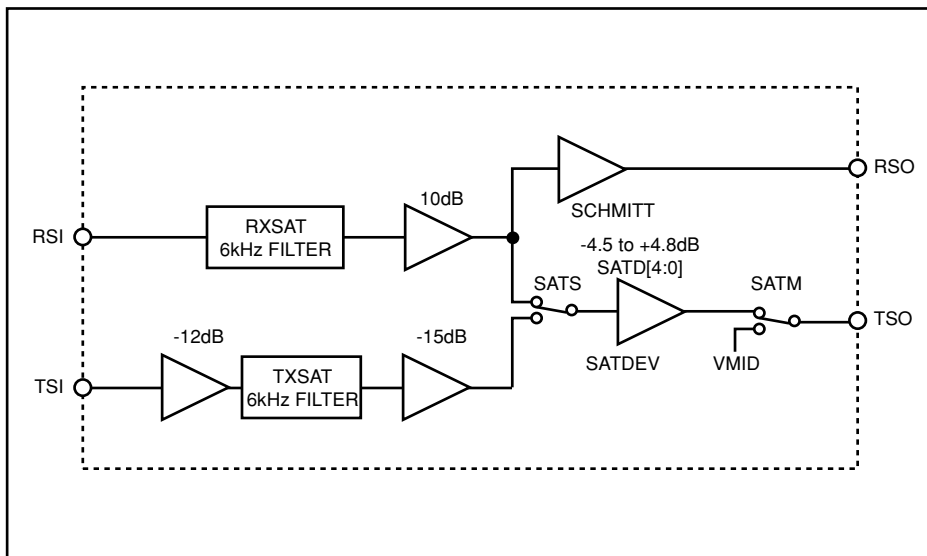 RSI
RXSAT
6kHz FILTER
10dB
SCHMITT
RSO
-4.5 to +4.8dB
SATD[4:0]
SATS
SATDEV
SATM
VMID
TSO
TSI
-12dB
TXSAT
6kHz FILTER
-15dB